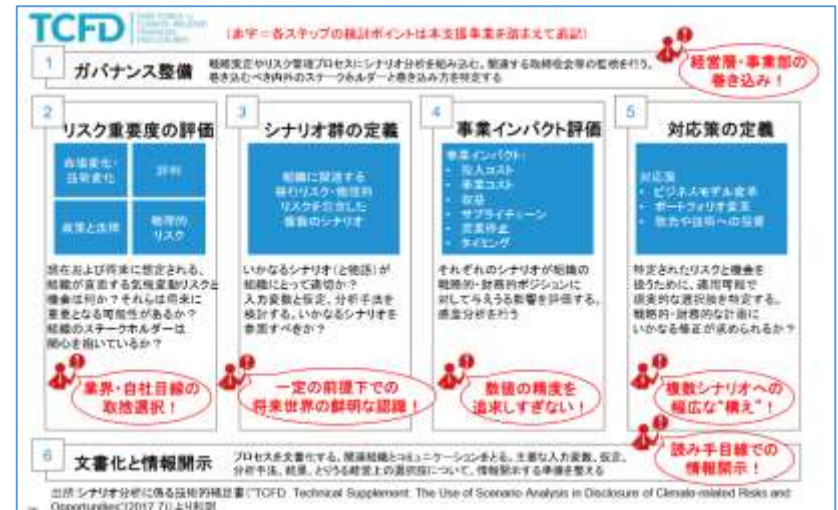 TCFD
TASK FORCE ON
CLIMATE-RELATED
FINANCIAL
DISCLOSURES
(赤字=各ステップの検討ポイントは本支援事業を踏まえて追記)
1
ガバナンス整備
戦略策定やリスク管理プロセスにシナリオ分析を組み込む。関連する取締役会等の監視を行う。
巻き込むべき内外のステークホルダーと巻き込み方を特定する
経営層・事業部の
巻き込み!
2
リスク重要度の評価
市場変化・
技術変化
評判
政策と法律
物理的
リスク
現在および将来に想定される、
組織が直面する気候変動リスクと
機会は何か?それらは将来に
重要となる可能性があるか?
組織のステークホルダーは
関心を抱いているか?
業界・自社目線の
取捨選択!
3
シナリオ群の定義
組織に関連する
移行リスク・物理的
リスクを包含した
複数のシナリオ
いかなるシナリオ(と物語)が
組織にとって適切か?
入力変数と仮定、分析手法を
検討する。いかなるシナリオを
参照すべきか?
一定の前提下での
将来世界の鮮明な認識!
4
事業インパクト評価
事業インパクト:
• 投入コスト
• 事業コスト
• 収益
• サプライチェーン
• 営業停止
• タイミング
それぞれのシナリオが組織の
戦略的・財務的ポジションに
対して与えうる影響を評価する。
感度分析を行う
数値の精度を
追求しすぎない!
5
対応策の定義
対応策
• ビジネスモデル変革
• ポートフォリオ変革
• 能力や技術への投資
特定されたリスクと機会を
扱うために、適用可能で
現実的な選択肢を特定する。
戦略的・財務的な計画に
いかなる修正が求められるか?
複数シナリオへの
幅広な“構え”!
6
文書化と情報開示
プロセスを文書化する。関連組織とコミュニケーションをとる。主要な入力変数、仮定、
分析手法、結果、とりうる経営上の選択肢について、情報開示する準備を整える
読み手目線での
情報開示!
出所:シナリオ分析に係る技術的補足書("TCFD. Technical Supplement. The Use of Scenario Analysis in Disclosure of Climate-related Risks and
Opportunities"(2017.7))より和訳